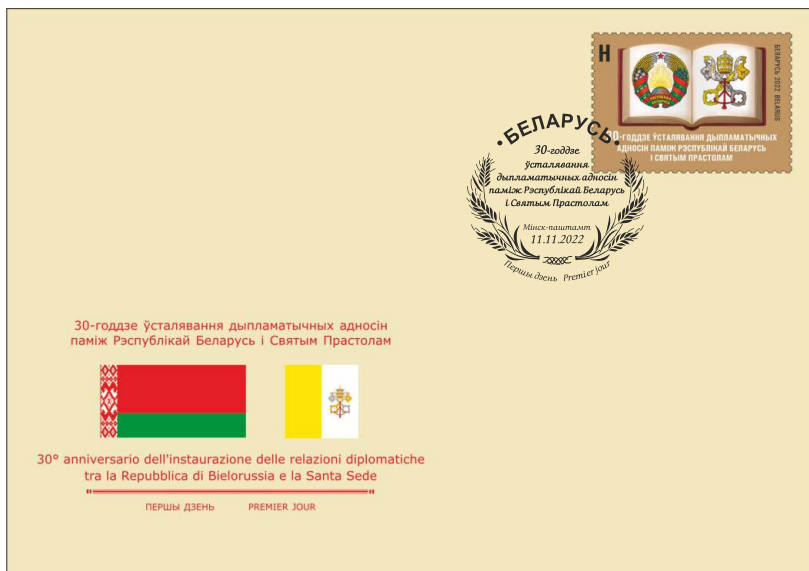 Н
БЕЛАРУСЬ 2022 BELARUS
30-ГОДДЗЕ ЎСТАЛЯВАННЯ ДЫПЛАМАТЫЧНЫХ
АДНОСІН ПАМІЖ РЭСПУБЛІКАЙ БЕЛАРУСЬ
І СВЯТЫМ ПРАСТОЛАМ
• БЕЛАРУСЬ •
30-годдзе
ўсталявання
дыпламатычных адносін
паміж Рэспублікай Беларусь
і Святым Прастолам
Мінск-паштамт
11.11.2022
Першы дзень Premier jour
30-годдзе ўсталявання дыпламатычных адносін
паміж Рэспублікай Беларусь і Святым Прастолам
30° anniversario dell'instaurazione delle relazioni diplomatiche
tra la Repubblica di Bielorussia e la Santa Sede
ПЕРШЫ ДЗЕНЬ PREMIER JOUR